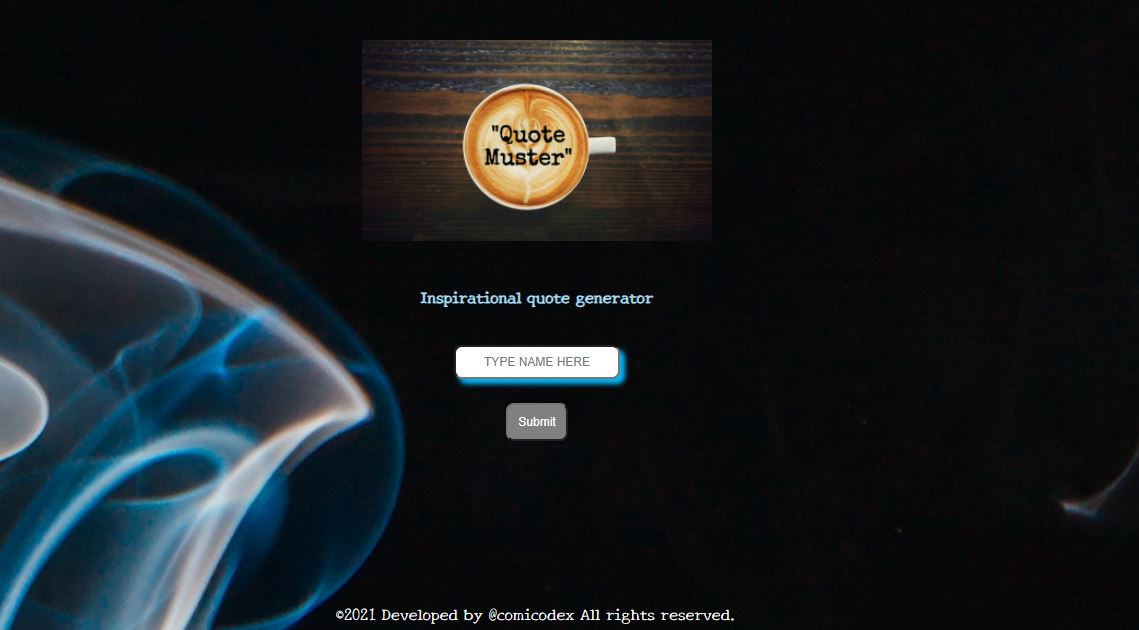 "Quote
Muster"
Inspirational quote generator
TYPE NAME HERE
Submit
©2021 Developed by @comicodex All rights reserved.